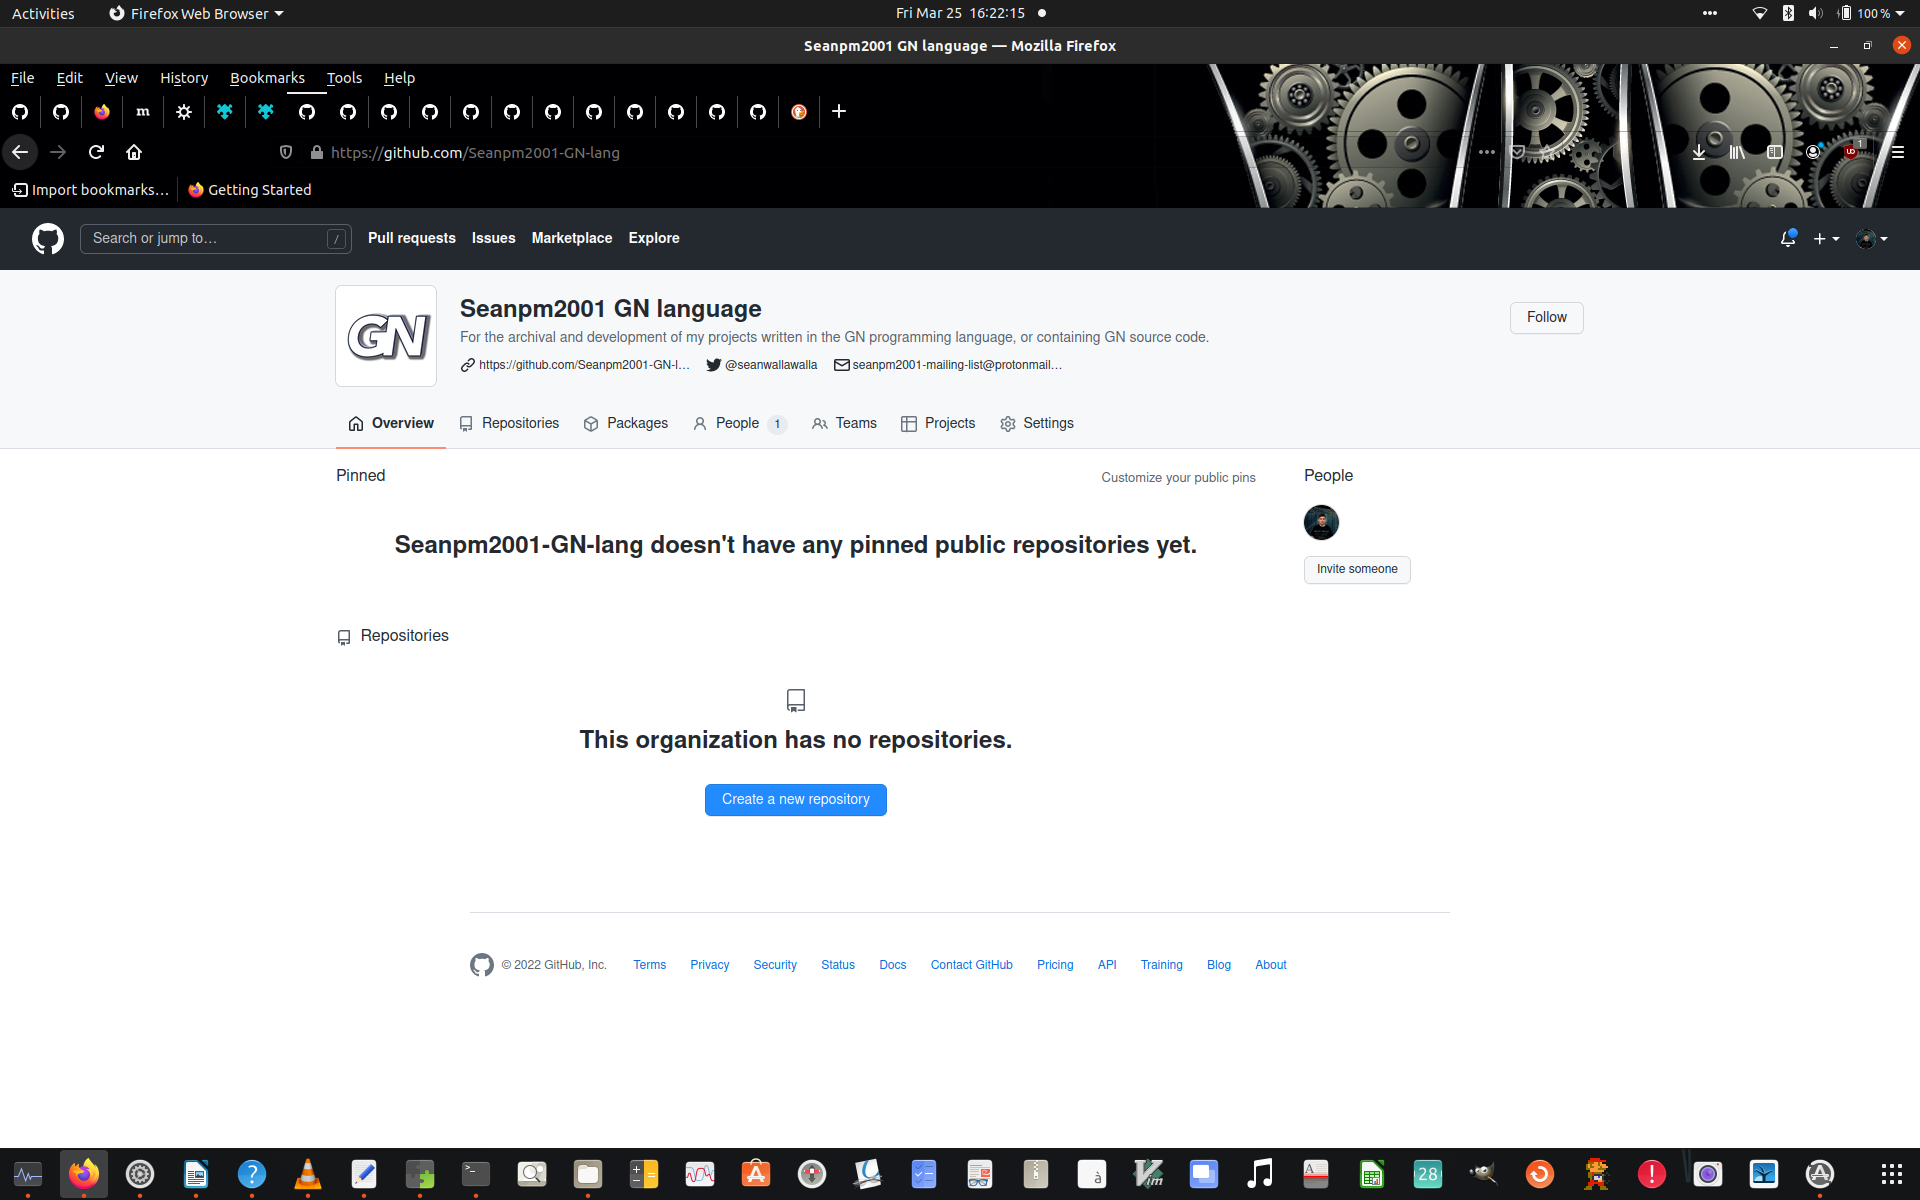 Activities Firefox Web Browser Fri Mar 25 16:22:15 100 %
Seanpm2001 GN language — Mozilla Firefox
File Edit View History Bookmarks Tools Help
m
https://github.com/Seanpm2001-GN-lang 1
Import bookmarks... Getting Started
Search or jump to... / Pull requests Issues Marketplace Explore
GN
Seanpm2001 GN language
Follow
For the archival and development of my projects written in the GN programming language, or containing GN source code.
https://github.com/Seanpm2001-GN-l... @seanwallawalla seanpm2001-mailing-list@protonmail...
Overview Repositories Packages People 1 Teams Projects Settings
Pinned Customize your public pins People
Seanpm2001-GN-lang doesn't have any pinned public repositories yet.
Invite someone
Repositories
This organization has no repositories.
Create a new repository
© 2022 GitHub, Inc. Terms Privacy Security Status Docs Contact GitHub Pricing API Training Blog About
28